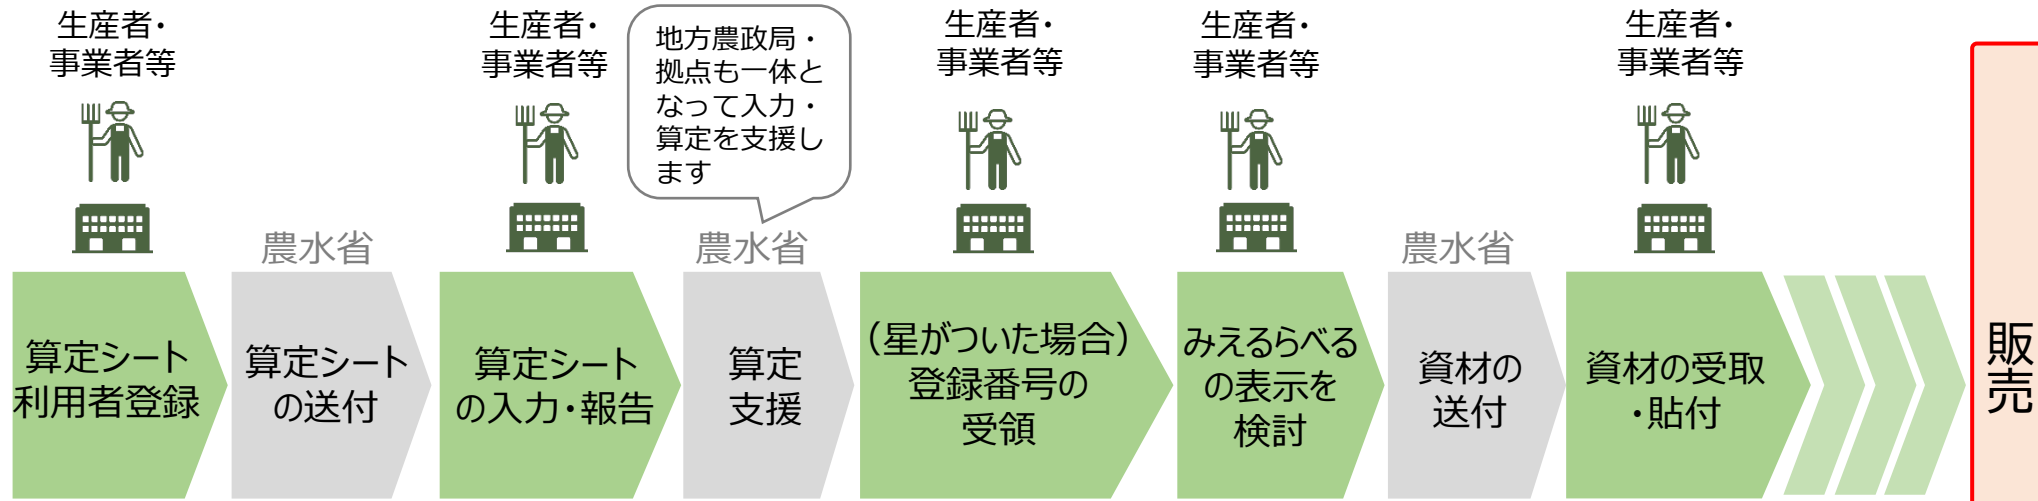 生産者・
事業者等
生産者・
事業者等
地方農政局・
拠点も一体と
なって入力・
算定を支援し
ます
生産者・
事業者等
生産者・
事業者等
生産者・
事業者等
農水省
農水省
農水省
算定シート
利用者登録
算定シート
の送付
算定シート
の入力・報告
算定
支援
（星がついた場合）
登録番号の
受領
みえるらべる
の表示を
検討
資材の
送付
資材の受取
・貼付
販売